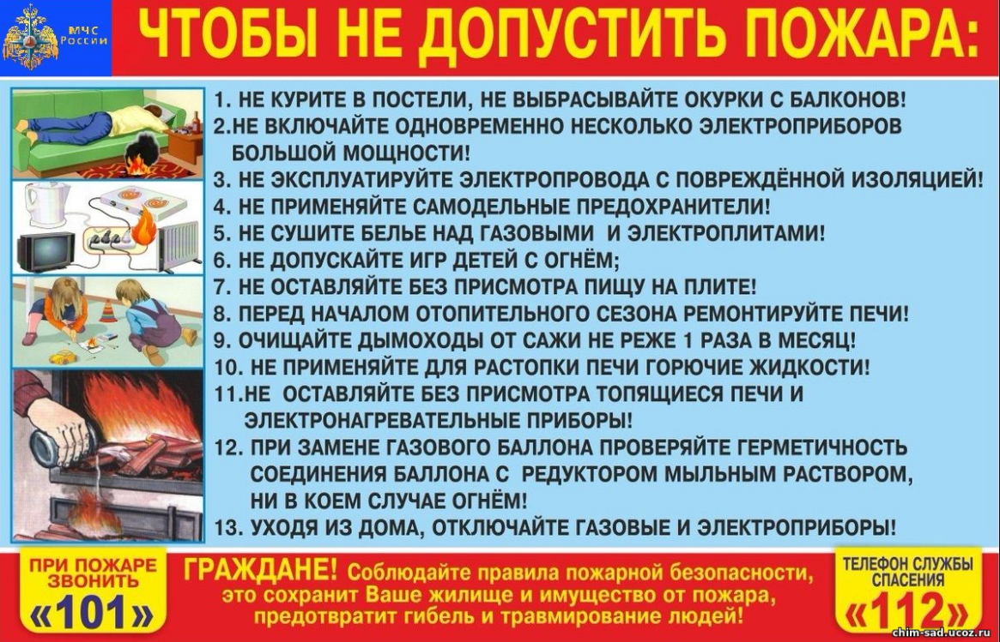 МЧС
России
ЧТОБЫ НЕ ДОПУСТИТЬ ПОЖАРА:
1. НЕ КУРИТЕ В ПОСТЕЛИ, НЕ ВЫБРАСЫВАЙТЕ ОКУРКИ С БАЛКОНОВ!
2.НЕ ВКЛЮЧАЙТЕ ОДНОВРЕМЕННО НЕСКОЛЬКО ЭЛЕКТРОПРИБОРОВ
БОЛЬШОЙ МОЩНОСТИ!
3. НЕ ЭКСПЛУАТИРУЙТЕ ЭЛЕКТРОПРОВОДА С ПОВРЕЖДЁННОЙ ИЗОЛЯЦИЕЙ!
4. НЕ ПРИМЕНЯЙТЕ САМОДЕЛЬНЫЕ ПРЕДОХРАНИТЕЛИ!
5. НЕ СУШИТЕ БЕЛЬЕ НАД ГАЗОВЫМИ И ЭЛЕКТРОПЛИТАМИ!
6. НЕ ДОПУСКАЙТЕ ИГР ДЕТЕЙ С ОГНЁМ;
7. НЕ ОСТАВЛЯЙТЕ БЕЗ ПРИСМОТРА ПИЩУ НА ПЛИТЕ!
8. ПЕРЕД НАЧАЛОМ ОТОПИТЕЛЬНОГО СЕЗОНА РЕМОНТИРУЙТЕ ПЕЧИ!
9. ОЧИЩАЙТЕ ДЫМОХОДЫ ОТ САЖИ НЕ РЕЖЕ 1 РАЗА В МЕСЯЦ!
10. НЕ ПРИМЕНЯЙТЕ ДЛЯ РАСТОПКИ ПЕЧИ ГОРЮЧИЕ ЖИДКОСТИ!
11.НЕ ОСТАВЛЯЙТЕ БЕЗ ПРИСМОТРА ТОПЯЩИЕСЯ ПЕЧИ И
ЭЛЕКТРОНАГРЕВАТЕЛЬНЫЕ ПРИБОРЫ!
12. ПРИ ЗАМЕНЕ ГАЗОВОГО БАЛЛОНА ПРОВЕРЯЙТЕ ГЕРМЕТИЧНОСТЬ
СОЕДИНЕНИЯ БАЛЛОНА С РЕДУКТОРОМ МЫЛЬНЫМ РАСТВОРОМ,
НИ В КОЕМ СЛУЧАЕ ОГНЁМ!
13. УХОДЯ ИЗ ДОМА, ОТКЛЮЧАЙТЕ ГАЗОВЫЕ И ЭЛЕКТРОПРИБОРЫ!
ПРИ ПОЖАРЕ
ЗВОНИТЬ
«101»
ГРАЖДАНЕ! Соблюдайте правила пожарной безопасности,
это сохранит Ваше жилище и имущество от пожара,
предотвратит гибель и травмирование людей!
ТЕЛЕФОН СЛУЖБЫ
СПАСЕНИЯ
«112»
chim-sad.ucoz.ru